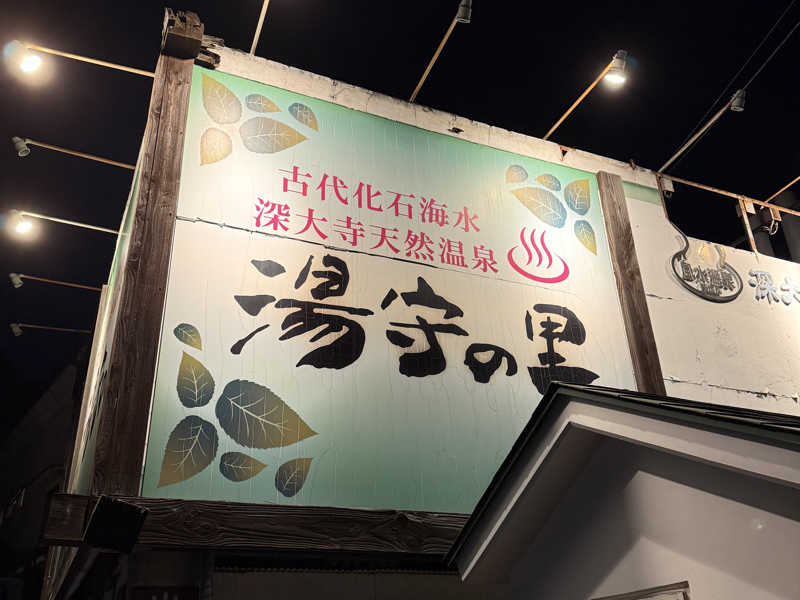 古代化石海水
深大寺天然温泉
湯守の里